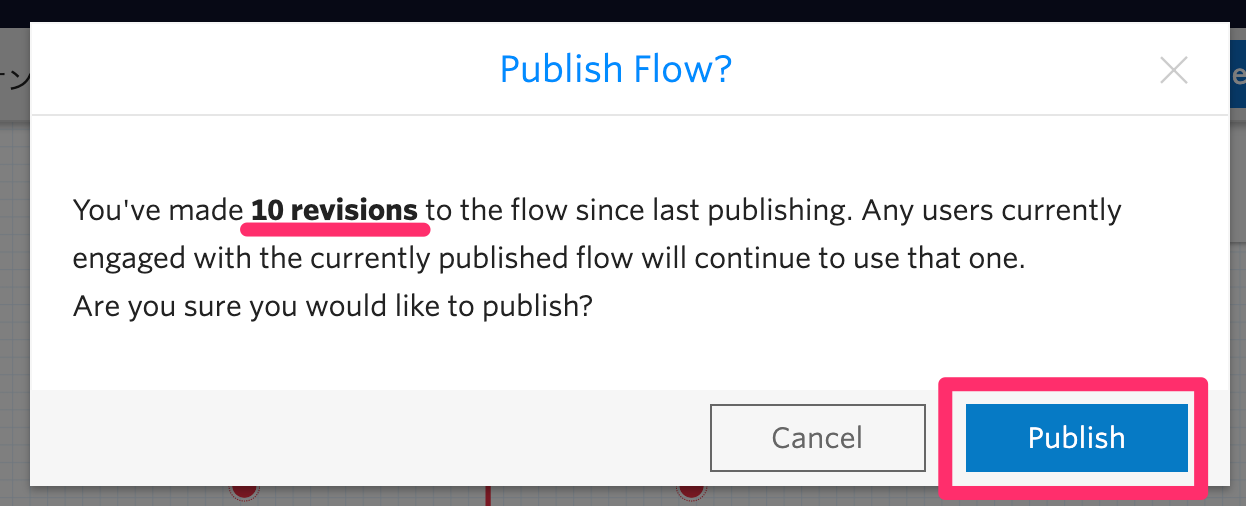 Publish Flow?
You've made 10 revisions to the flow since last publishing. Any users currently
engaged with the currently published flow will continue to use that one.
Are you sure you would like to publish?
Cancel
Publish